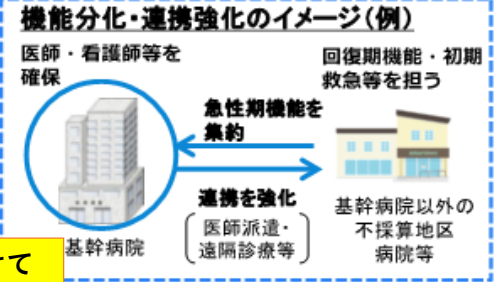 機能分化・連携強化のイメージ（例）
医師・看護師等を
確保
回復期機能・初期
救急等を担う
急性期機能を
集約
連携を強化
医師派遣・
遠隔診療等
基幹病院
基幹病院以外の
不採算地区
病院等
けて